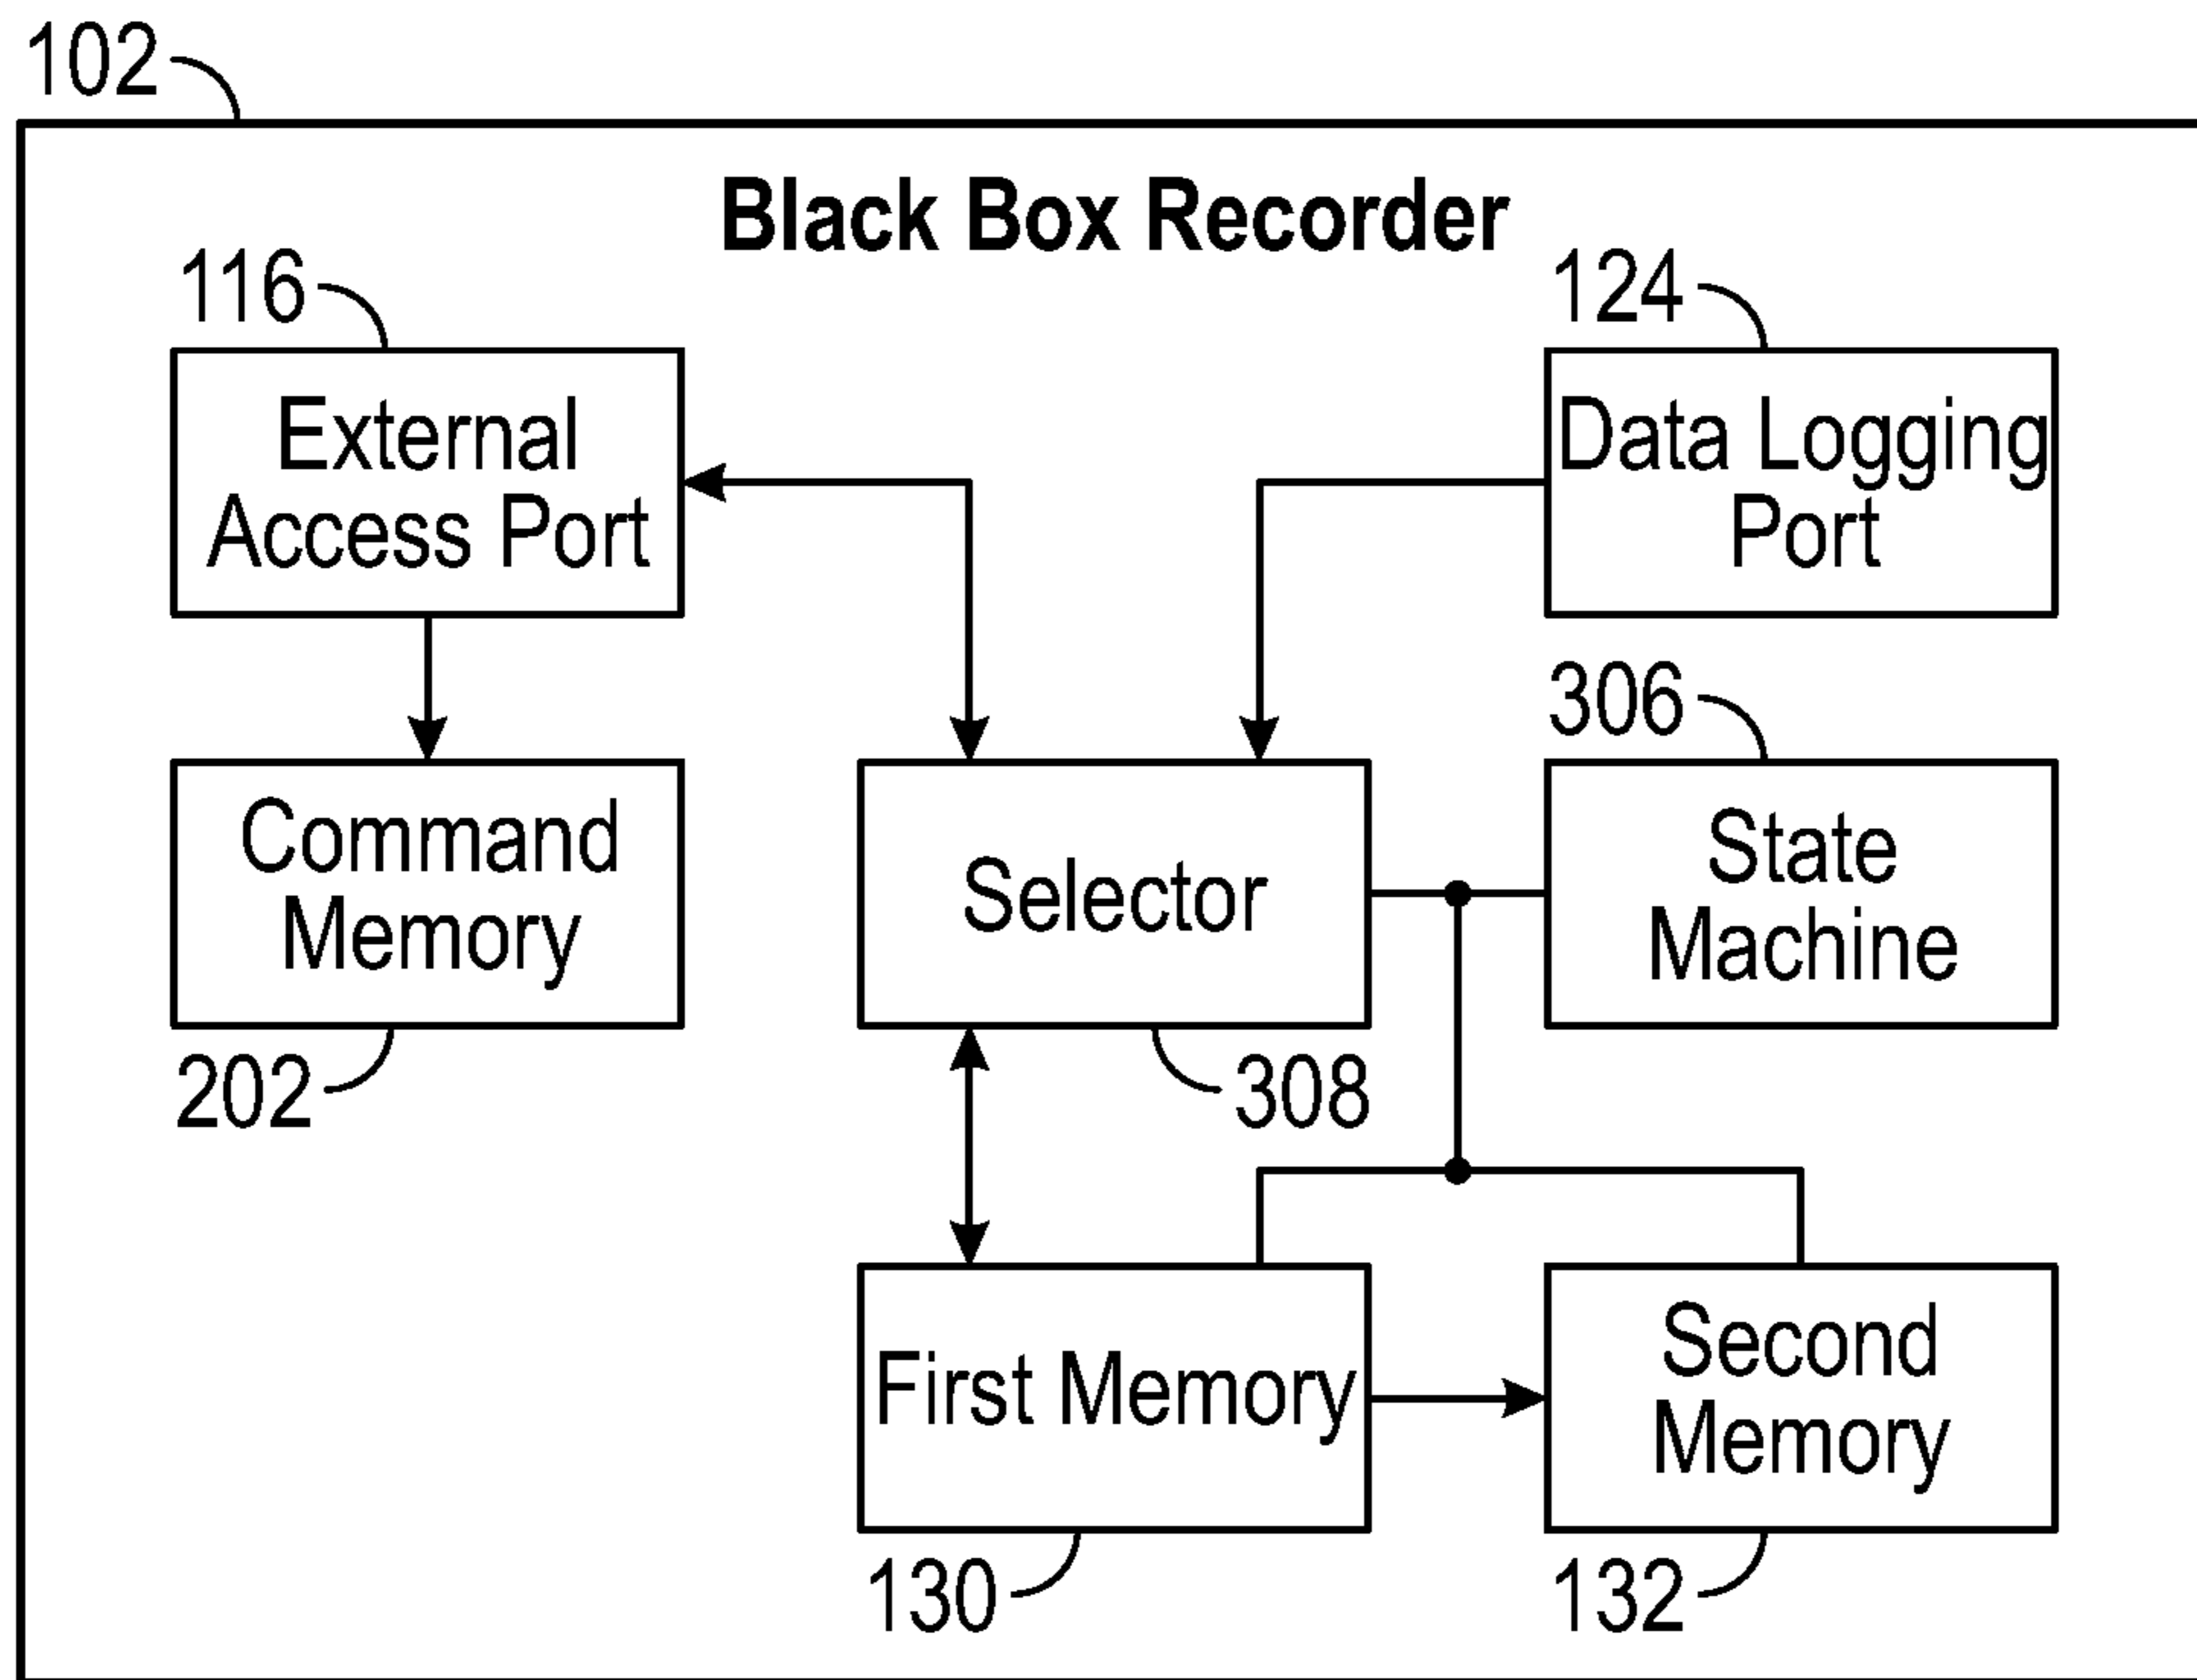 102
Black Box Recorder
116
124
External
Access Port
Data Logging
Port
306
Command
Memory
Selector
State
Machine
202
308
First Memory
Second
Memory
130
132